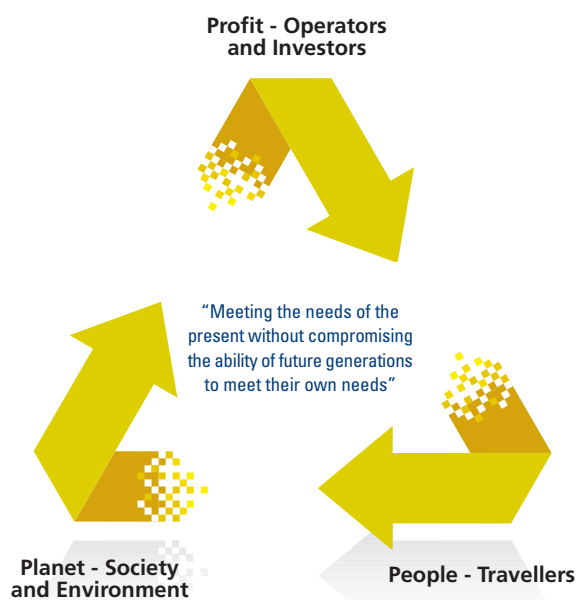 Profit - Operators
and Investors
“Meeting the needs of the
present without compromising
the ability of future generations
to meet their own needs”
Planet - Society
and Environment
People - Travellers